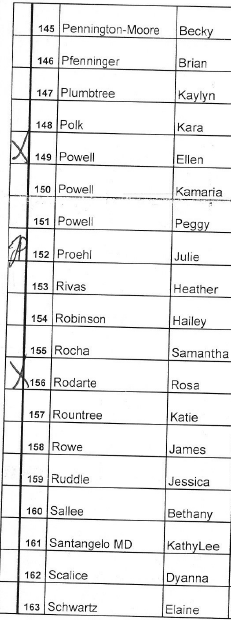 145 Pennington-Moore Becky
146 Pfenninger Brian
147 Plumbtree Kaylyn
148 Polk Kara
X 149 Powell Ellen
150 Powell Kamaria
151 Powell Peggy
152 Proehl Julie
153 Rivas Heather
154 Robinson Hailey
155 Rocha Samantha
X 156 Rodarte Rosa
157 Rountree Katie
158 Rowe James
159 Ruddle Jessica
160 Sallee Bethany
161 Santangelo MD KathyLee
162 Scalice Dyanna
163 Schwartz Elaine